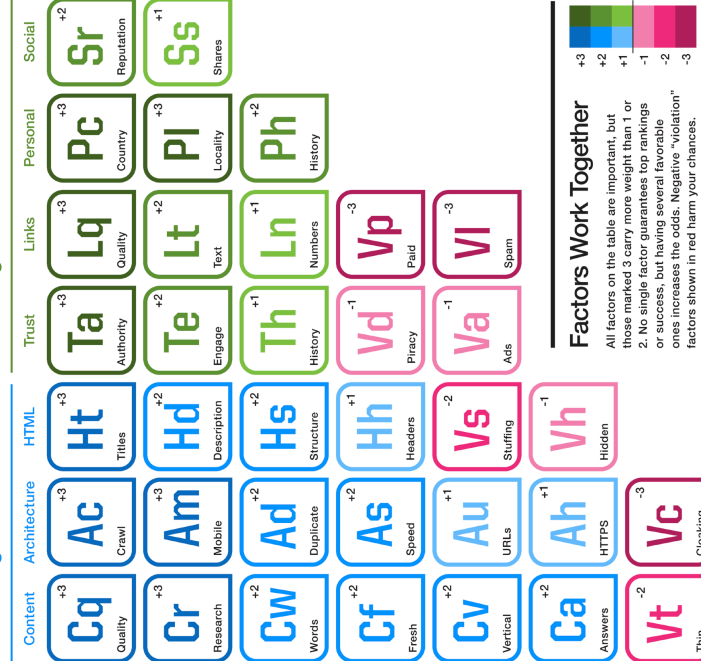 Content Architecture HTML Trust Links Personal Social
+3 +3 +3 +3 +3 +3 +2
Cq Ac Ht Ta Lq Pc Sr
Quality Crawl Titles Authority Quality Country Reputation
+3 +3 +2 +2 +2 +3 +1
Cr Am Hd Te Lt Pl Ss
Research Mobile Description Engage Text Locality Shares
+2 +2 +2 +1 +1 +2
Cw Ad Hs Th Ln Ph
Words Duplicate Structure History Numbers History
+2 +2 +1 -1 -3
Cf As Hh Vd Vp
Fresh Speed Headers Piracy Paid
+2 +1 -2 -1 -3
Cv Au Vs Va Vl
Vertical URLs Stuffing Ads Spam
+2 +1 -1
Ca Ah Vh
Answers HTTPS Hidden
-2 -3
Vt Vc
Thin Cloaking
Factors Work Together
All factors on the table are important, but
those marked 3 carry more weight than 1 or
2. No single factor guarantees top rankings
or success, but having several favorable
ones increases the odds. Negative “violation”
factors shown in red harm your chances.
+3
+2
+1
-1
-2
-3